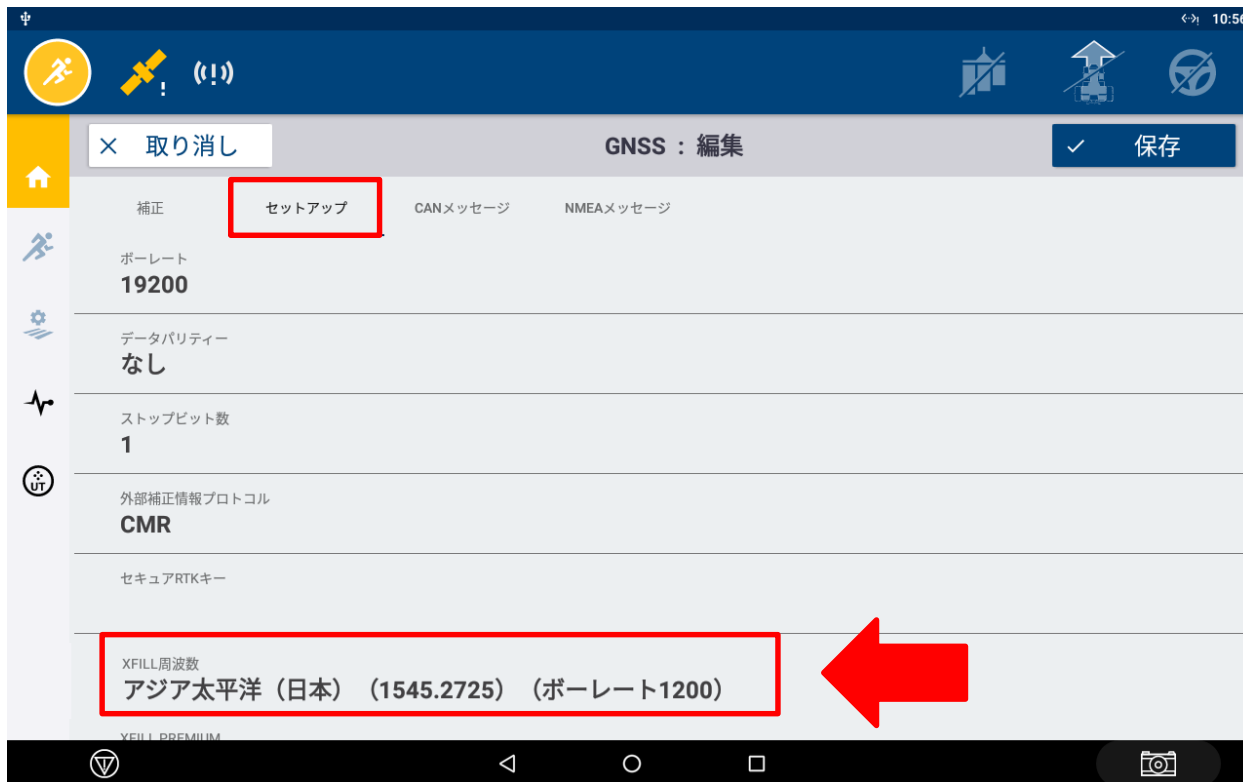 10:56
取り消し
GNSS : 編集
保存
補正
セットアップ
CANメッセージ
NMEAメッセージ
ボーレート
19200
データパリティー
なし
ストップビット数
1
外部補正情報プロトコル
CMR
UT
セキュアRTKキー
XFILL周波数
アジア太平洋（日本）（1545.2725）（ボーレート1200）
XFILL PREMIUM